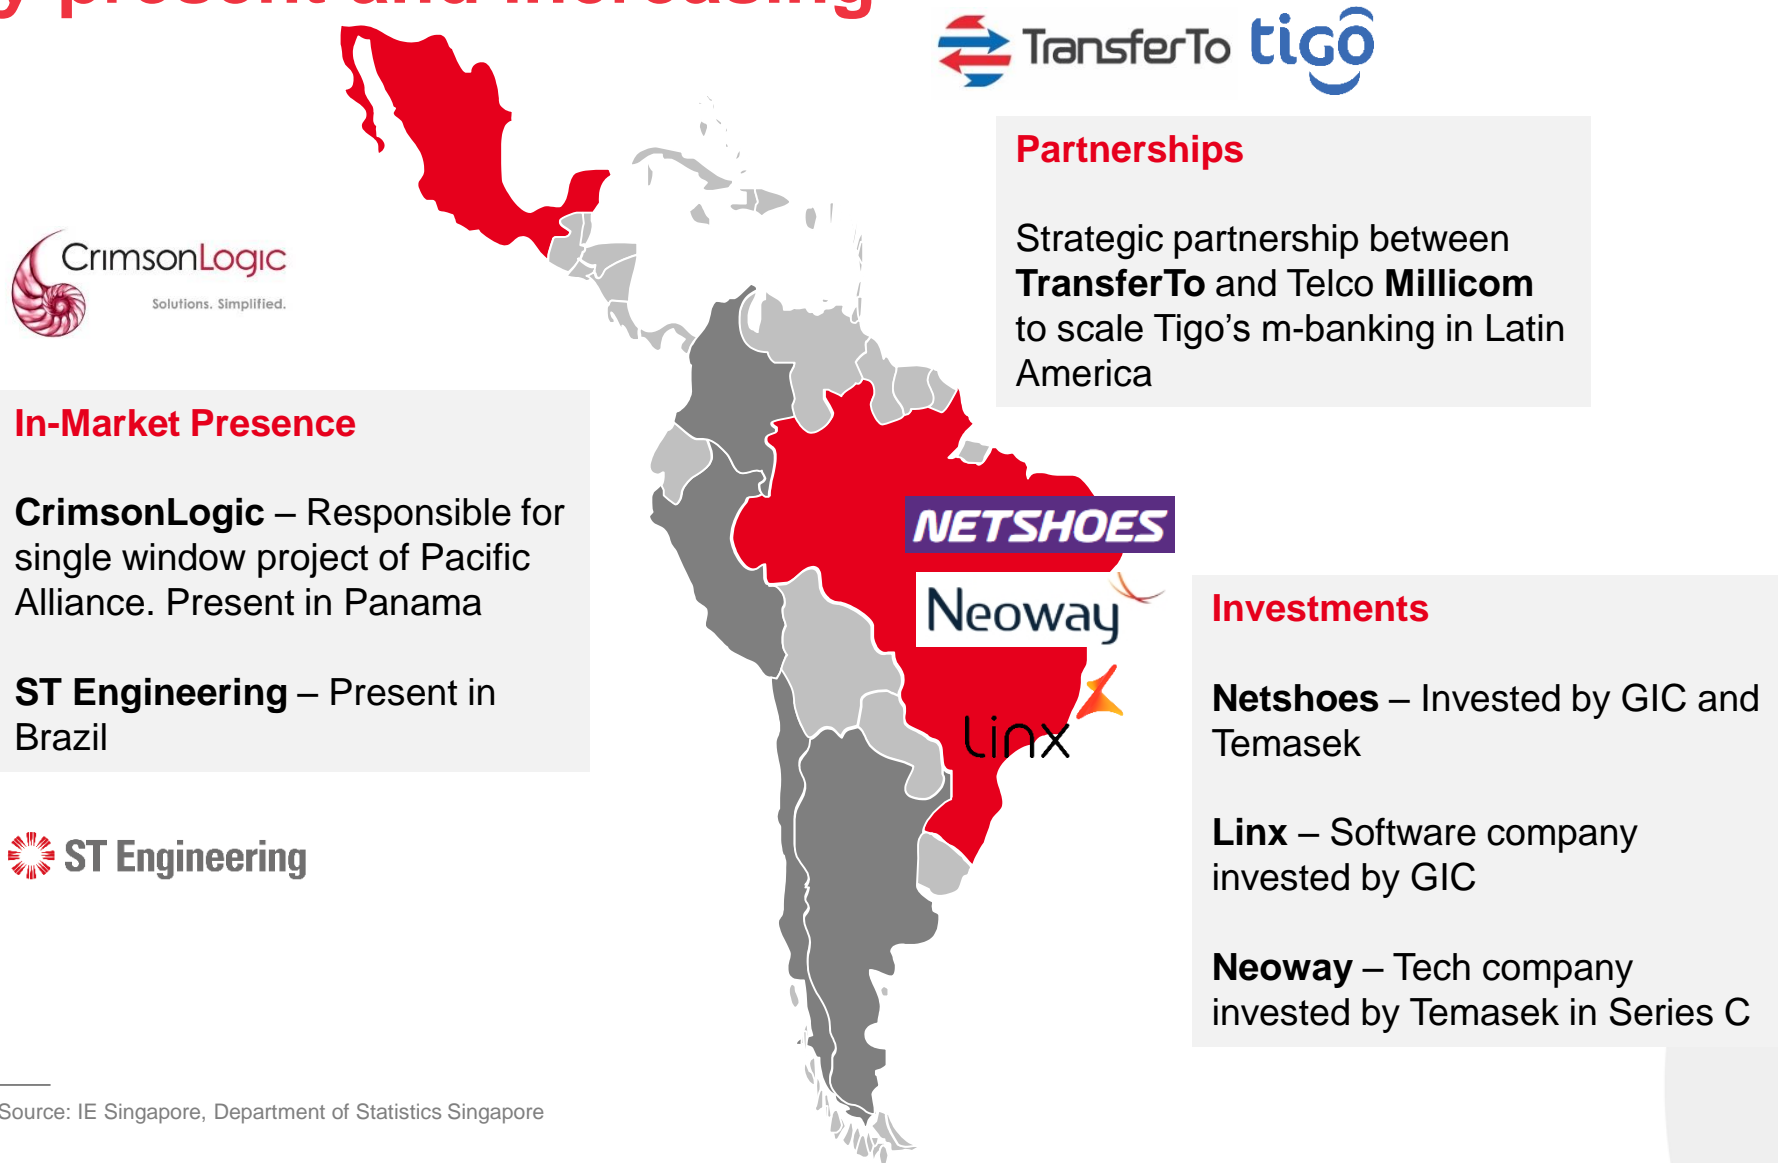 y present and increasing
TransferTo tigo
Partnerships
Strategic partnership between
TransferTo and Telco Millicom
to scale Tigo’s m-banking in Latin
America
CrimsonLogic
Solutions. Simplified.
In-Market Presence
CrimsonLogic – Responsible for
single window project of Pacific
Alliance. Present in Panama
ST Engineering – Present in
Brazil
ST Engineering
NETSHOES
Neoway
Linx
Investments
Netshoes – Invested by GIC and
Temasek
Linx – Software company
invested by GIC
Neoway – Tech company
invested by Temasek in Series C
Source: IE Singapore, Department of Statistics Singapore